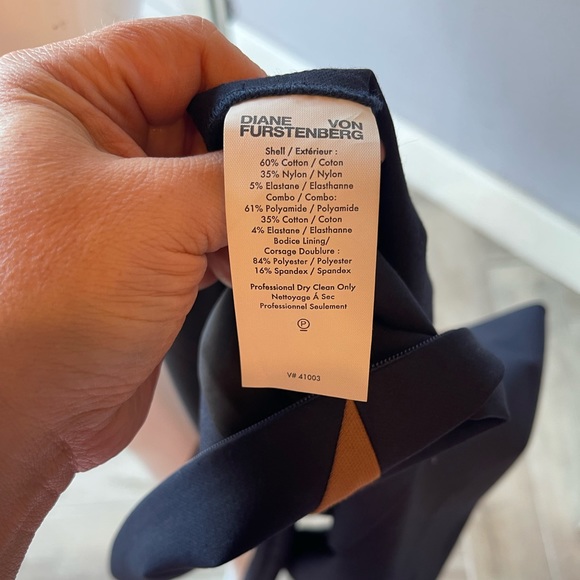 DIANE VON
FURSTENBERG
Shell / Extérieur :
60% Cotton / Coton
35% Nylon / Nylon
5% Elastane / Elasthanne
Combo / Combo:
61% Polyamide / Polyamide
35% Cotton / Coton
4% Elastane / Elasthanne
Bodice Lining/
Corsage Doublure :
84% Polyester / Polyester
16% Spandex / Spandex
Professional Dry Clean Only
Nettoyage Á Sec
Professionnel Seulement
P
V# 41003